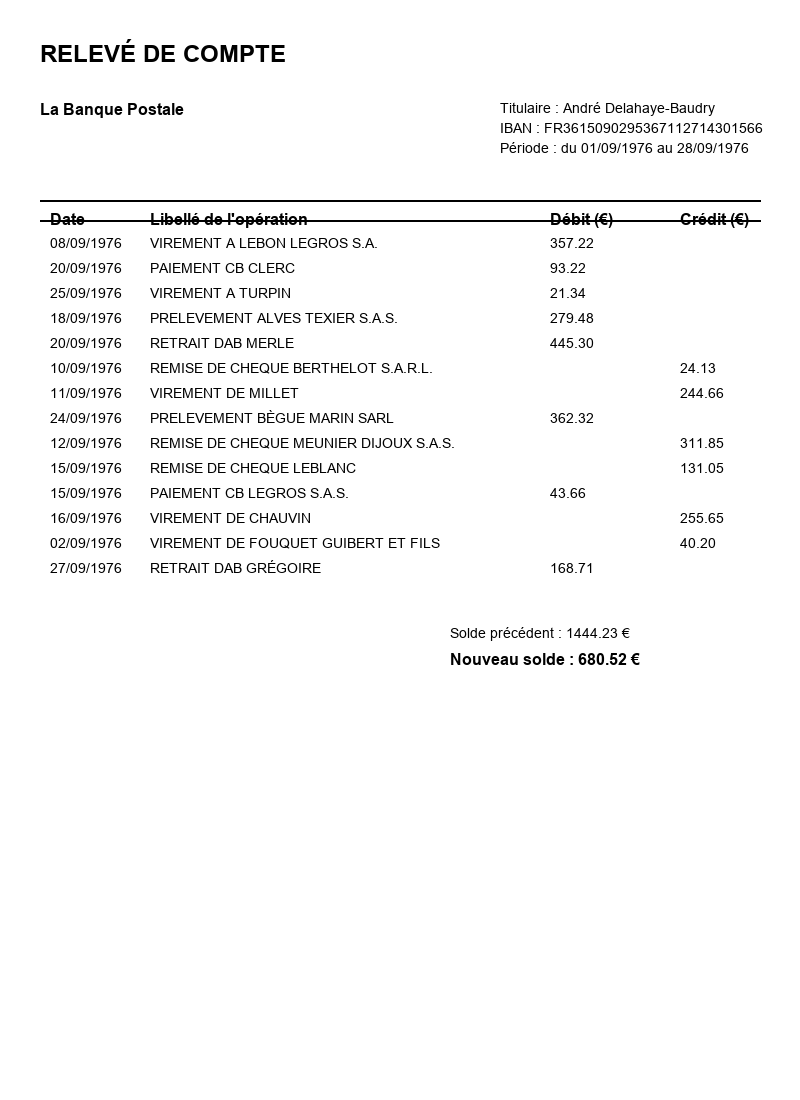 RELEVÉ DE COMPTE
La Banque Postale
Titulaire : André Delahaye-Baudry
IBAN : FR3615090295367112714301566
Période : du 01/09/1976 au 28/09/1976
Date Libellé de l'opération Débit (€) Crédit (€)
08/09/1976 VIREMENT A LEBON LEGROS S.A. 357.22
20/09/1976 PAIEMENT CB CLERC 93.22
25/09/1976 VIREMENT A TURPIN 21.34
18/09/1976 PRELEVEMENT ALVES TEXIER S.A.S. 279.48
20/09/1976 RETRAIT DAB MERLE 445.30
10/09/1976 REMISE DE CHEQUE BERTHELOT S.A.R.L. 24.13
11/09/1976 VIREMENT DE MILLET 244.66
24/09/1976 PRELEVEMENT BÈGUE MARIN SARL 362.32
12/09/1976 REMISE DE CHEQUE MEUNIER DIJOUX S.A.S. 311.85
15/09/1976 REMISE DE CHEQUE LEBLANC 131.05
15/09/1976 PAIEMENT CB LEGROS S.A.S. 43.66
16/09/1976 VIREMENT DE CHAUVIN 255.65
02/09/1976 VIREMENT DE FOUQUET GUIBERT ET FILS 40.20
27/09/1976 RETRAIT DAB GRÉGOIRE 168.71
Solde précédent : 1444.23 €
Nouveau solde : 680.52 €